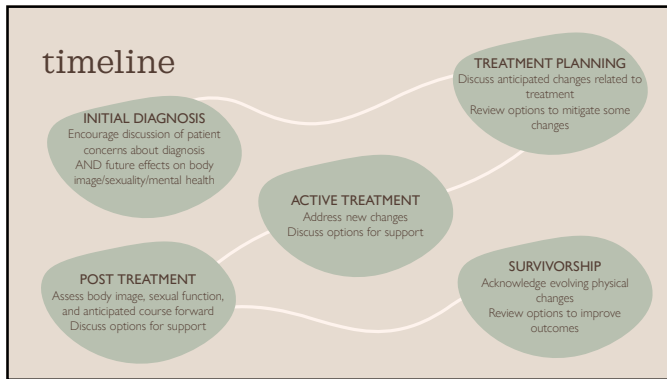 timeline
INITIAL DIAGNOSIS
Encourage discussion of patient
concerns about diagnosis
AND future effects on body
image/sexuality/mental health
TREATMENT PLANNING
Discuss anticipated changes related to
treatment
Review options to mitigate some
changes
ACTIVE TREATMENT
Address new changes
Discuss options for support
POST TREATMENT
Assess body image, sexual function,
and anticipated course forward
Discuss options for support
SURVIVORSHIP
Acknowledge evolving physical
changes
Review options to improve
outcomes